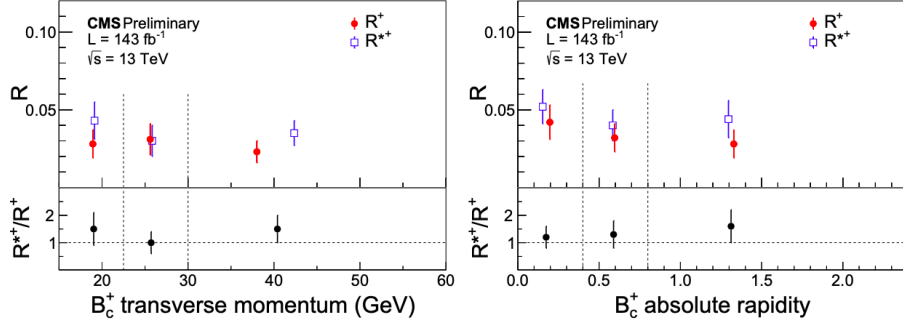 CMS Preliminary
L = 143 fb⁻¹
√s = 13 TeV
R⁺
R*⁺
0.10
0.05
R
R*⁺/R⁺
2
1
20 30 40 50 60
B_c⁺ transverse momentum (GeV)
CMS Preliminary
L = 143 fb⁻¹
√s = 13 TeV
R⁺
R*⁺
0.10
0.05
R
R*⁺/R⁺
2
1
0.0 0.5 1.0 1.5 2.0
B_c⁺ absolute rapidity